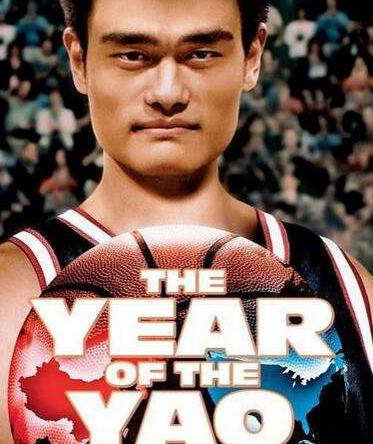 THE
YEAR
OF THE
YAO